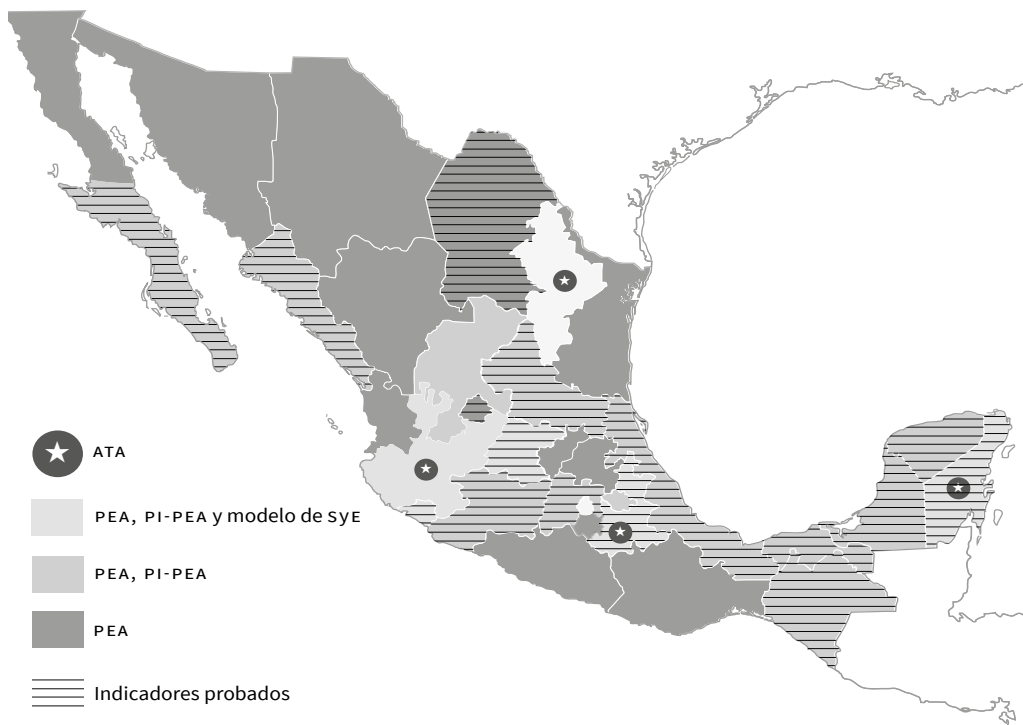 ATA
PEA, PI-PEA y modelo de SyE
PEA, PI-PEA
PEA
Indicadores probados